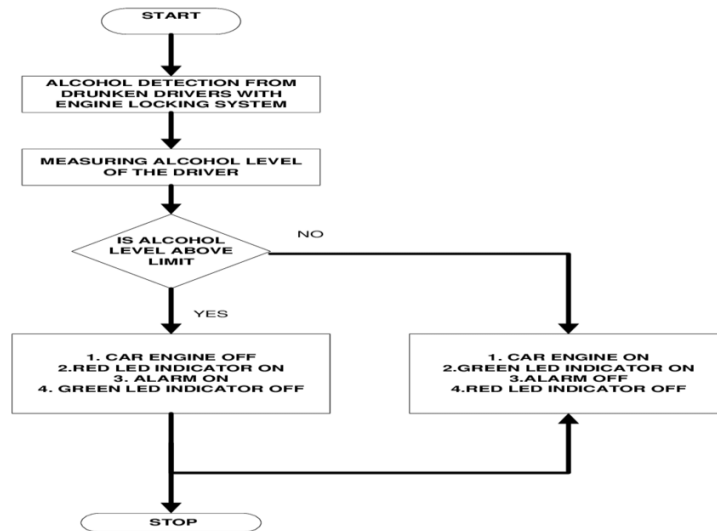 START
ALCOHOL DETECTION FROM
DRUNKEN DRIVERS WITH
ENGINE LOCKING SYSTEM
MEASURING ALCOHOL LEVEL
OF THE DRIVER
IS ALCOHOL
LEVEL ABOVE
LIMIT
NO
YES
1. CAR ENGINE OFF
2.RED LED INDICATOR ON
3. ALARM ON
4. GREEN LED INDICATOR OFF
1. CAR ENGINE ON
2.GREEN LED INDICATOR ON
3.ALARM OFF
4.RED LED INDICATOR OFF
STOP